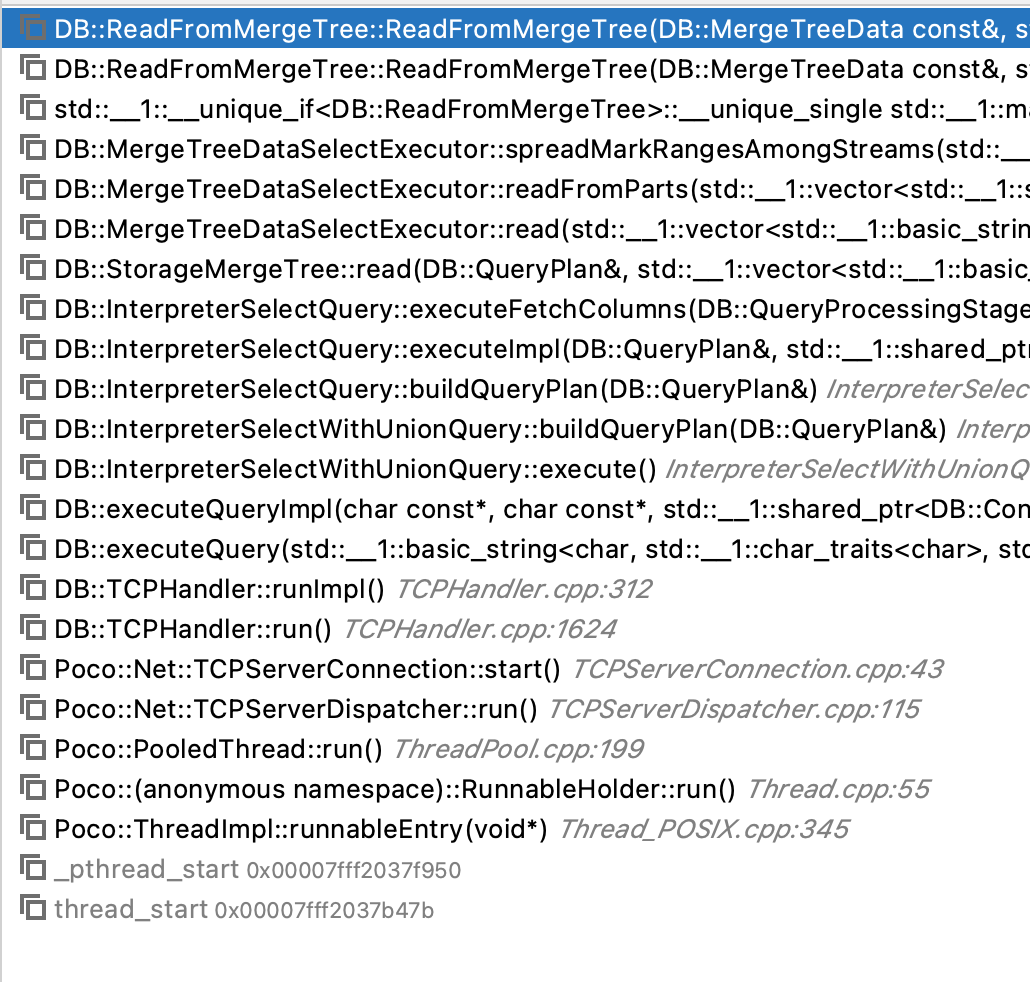 DB::ReadFromMergeTree::ReadFromMergeTree(DB::MergeTreeData const&, s
DB::ReadFromMergeTree::ReadFromMergeTree(DB::MergeTreeData const&, st
std::__1::__unique_if<DB::ReadFromMergeTree>::__unique_single std::__1::ma
DB::MergeTreeDataSelectExecutor::spreadMarkRangesAmongStreams(std::__
DB::MergeTreeDataSelectExecutor::readFromParts(std::__1::vector<std::__1::s
DB::MergeTreeDataSelectExecutor::read(std::__1::vector<std::__1::basic_strin
DB::StorageMergeTree::read(DB::QueryPlan&, std::__1::vector<std::__1::basic_
DB::InterpreterSelectQuery::executeFetchColumns(DB::QueryProcessingStage
DB::InterpreterSelectQuery::executeImpl(DB::QueryPlan&, std::__1::shared_ptr
DB::InterpreterSelectQuery::buildQueryPlan(DB::QueryPlan&) InterpreterSelec
DB::InterpreterSelectWithUnionQuery::buildQueryPlan(DB::QueryPlan&) Interp
DB::InterpreterSelectWithUnionQuery::execute() InterpreterSelectWithUnionQ
DB::executeQueryImpl(char const*, char const*, std::__1::shared_ptr<DB::Con
DB::executeQuery(std::__1::basic_string<char, std::__1::char_traits<char>, std
DB::TCPHandler::runImpl() TCPHandler.cpp:312
DB::TCPHandler::run() TCPHandler.cpp:1624
Poco::Net::TCPServerConnection::start() TCPServerConnection.cpp:43
Poco::Net::TCPServerDispatcher::run() TCPServerDispatcher.cpp:115
Poco::PooledThread::run() ThreadPool.cpp:199
Poco::(anonymous namespace)::RunnableHolder::run() Thread.cpp:55
Poco::ThreadImpl::runnableEntry(void*) Thread_POSIX.cpp:345
_pthread_start 0x00007fff2037f950
thread_start 0x00007fff2037b47b